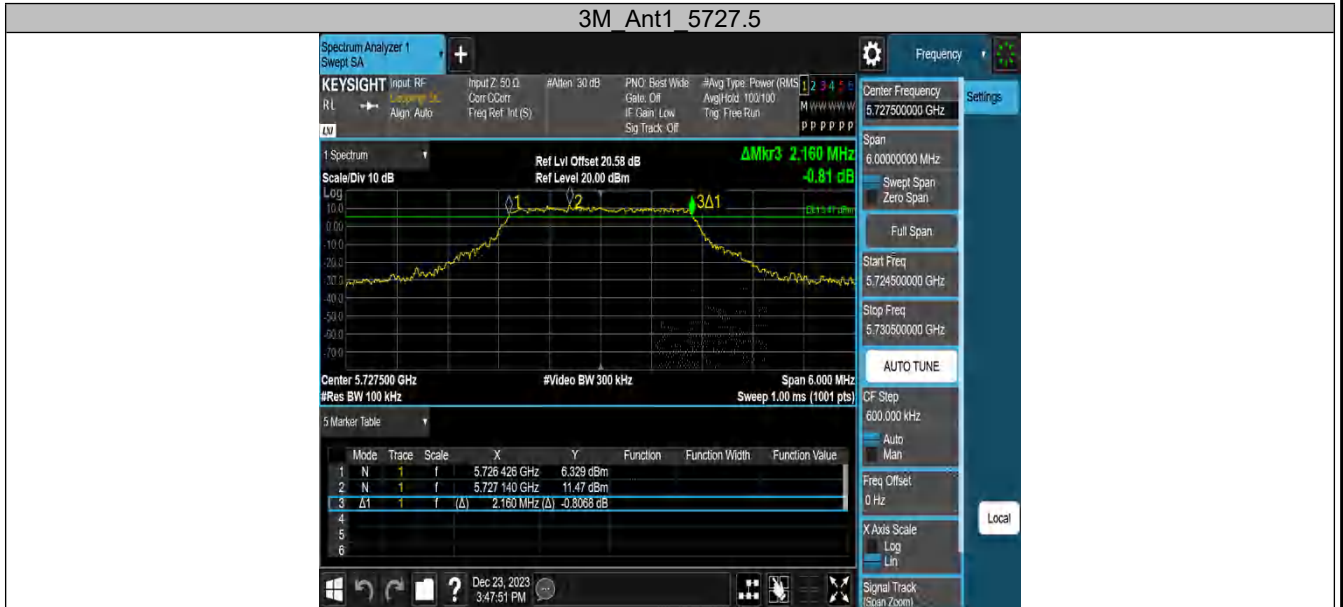 3M_Ant1_5727.5
Spectrum Analyzer 1
Swept SA
+
Frequency
KEYSIGHT
Input: RF
Input Z: 50 Ω
#Atten: 30 dB
PNO: Best Wide
#Avg Type: Power (RMS
1 2 3 4 5 6
RL
Align: Auto
Corr CCorr
Freq Ref: Int (S)
Gate: Off
IF Gain: Low
Sig Track: Off
Avg|Hold: 100/100
Trig: Free Run
M W W W W W
P P P P P P
LXI
Center Frequency
5.727500000 GHz
Settings
1 Spectrum
Scale/Div 10 dB
Ref Lvl Offset 20.58 dB
Ref Level 20.00 dBm
ΔMkr3 2.160 MHz
-0.81 dB
Span
6.00000000 MHz
Swept Span
Zero Span
Log
1
2
3Δ1
10.0
0.00
-10.0
-20.0
-30.0
-40.0
-50.0
-60.0
-70.0
Full Span
Start Freq
5.724500000 GHz
Stop Freq
5.730500000 GHz
AUTO TUNE
Center 5.727500 GHz
#Video BW 300 kHz
Span 6.000 MHz
#Res BW 100 kHz
Sweep 1.00 ms (1001 pts)
CF Step
600.000 kHz
Auto
Man
5 Marker Table
Mode Trace Scale X Y Function Function Width Function Value
1 N 1 f 5.726 426 GHz 6.329 dBm
2 N 1 f 5.727 140 GHz 11.47 dBm
3 Δ1 1 f (Δ) 2.160 MHz (Δ) -0.8068 dB
4
5
6
Freq Offset
0 Hz
X Axis Scale
Log
Lin
Local
Signal Track
(Span Zoom)
?
Dec 23, 2023
3:47:51 PM